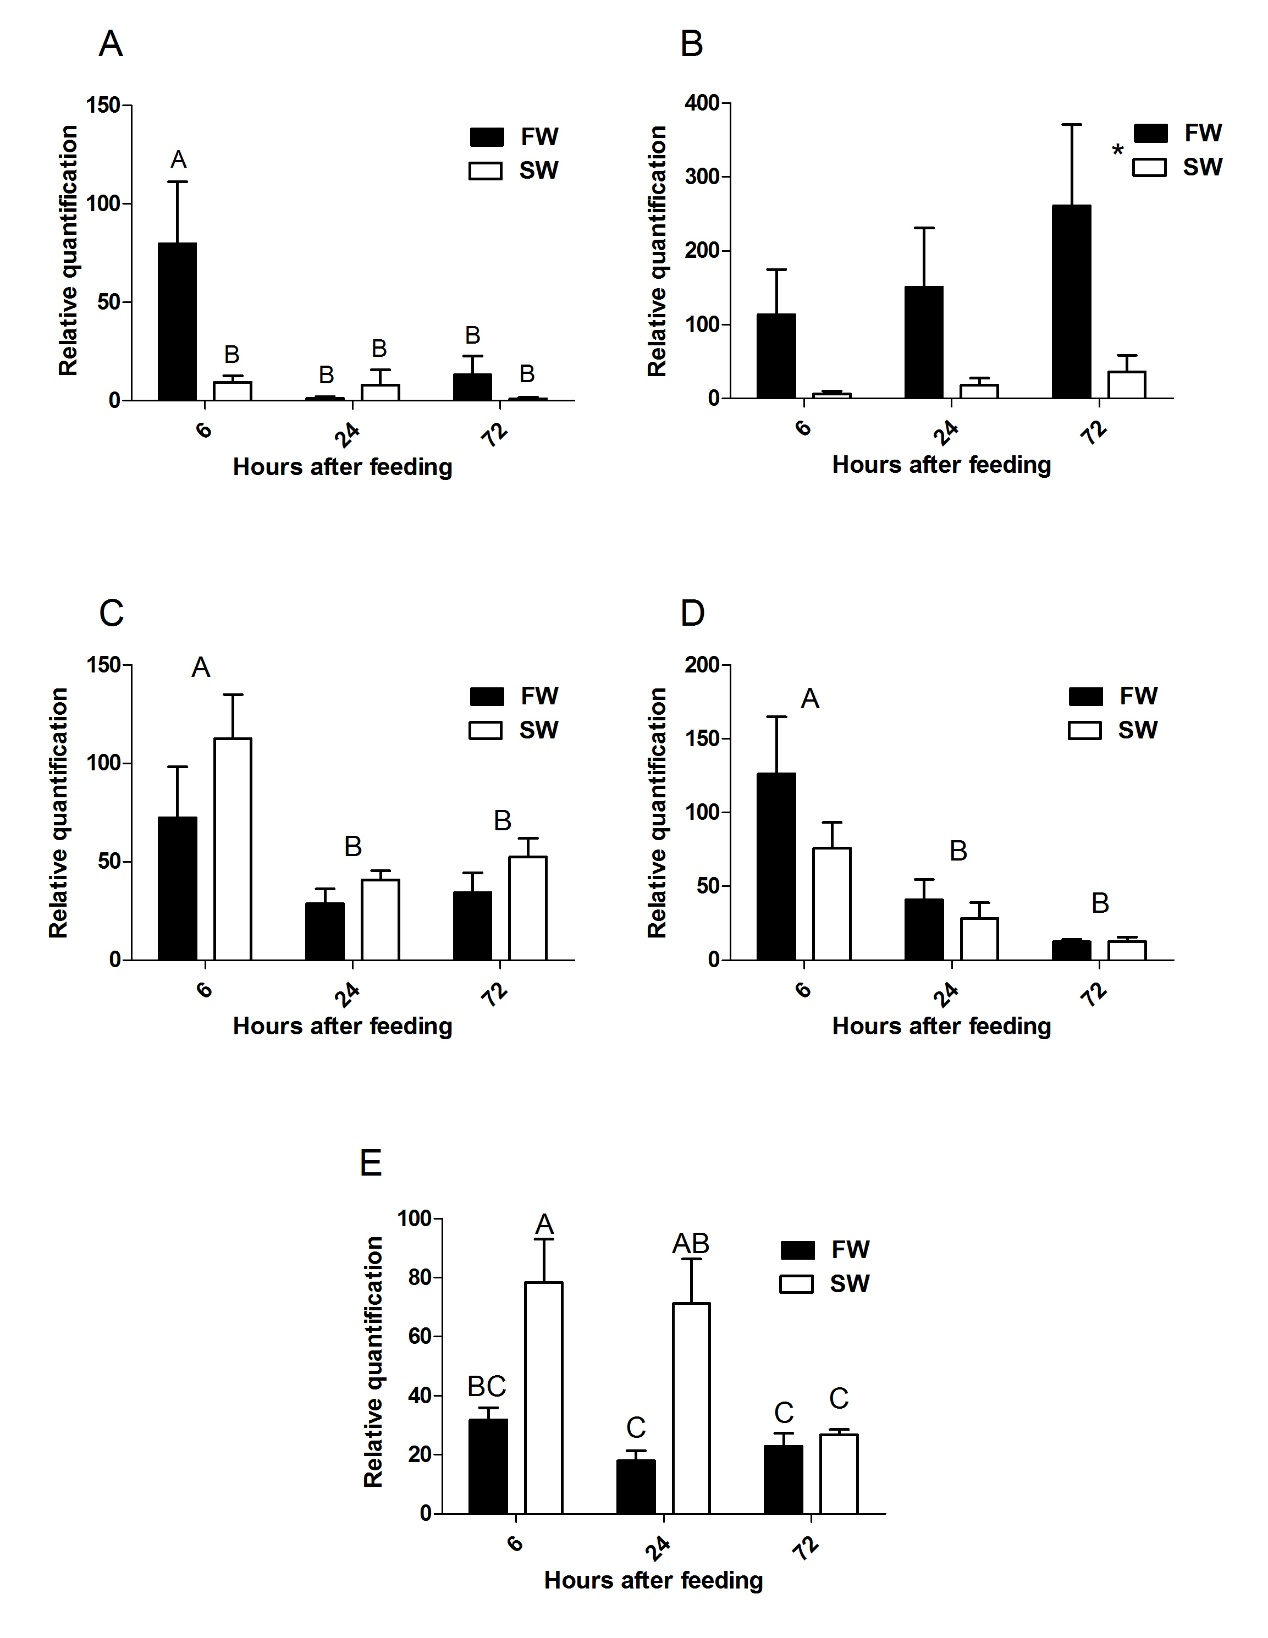 A
Relative quantification
150
100
50
0
A
B
B
B
B
B
FW
SW
6
24
72
Hours after feeding
B
Relative quantification
400
300
200
100
0
*
FW
SW
6
24
72
Hours after feeding
C
Relative quantification
150
100
50
0
A
B
B
FW
SW
6
24
72
Hours after feeding
D
Relative quantification
200
150
100
50
0
A
B
B
FW
SW
6
24
72
Hours after feeding
E
Relative quantification
100
80
60
40
20
0
BC
A
C
AB
C
C
FW
SW
6
24
72
Hours after feeding